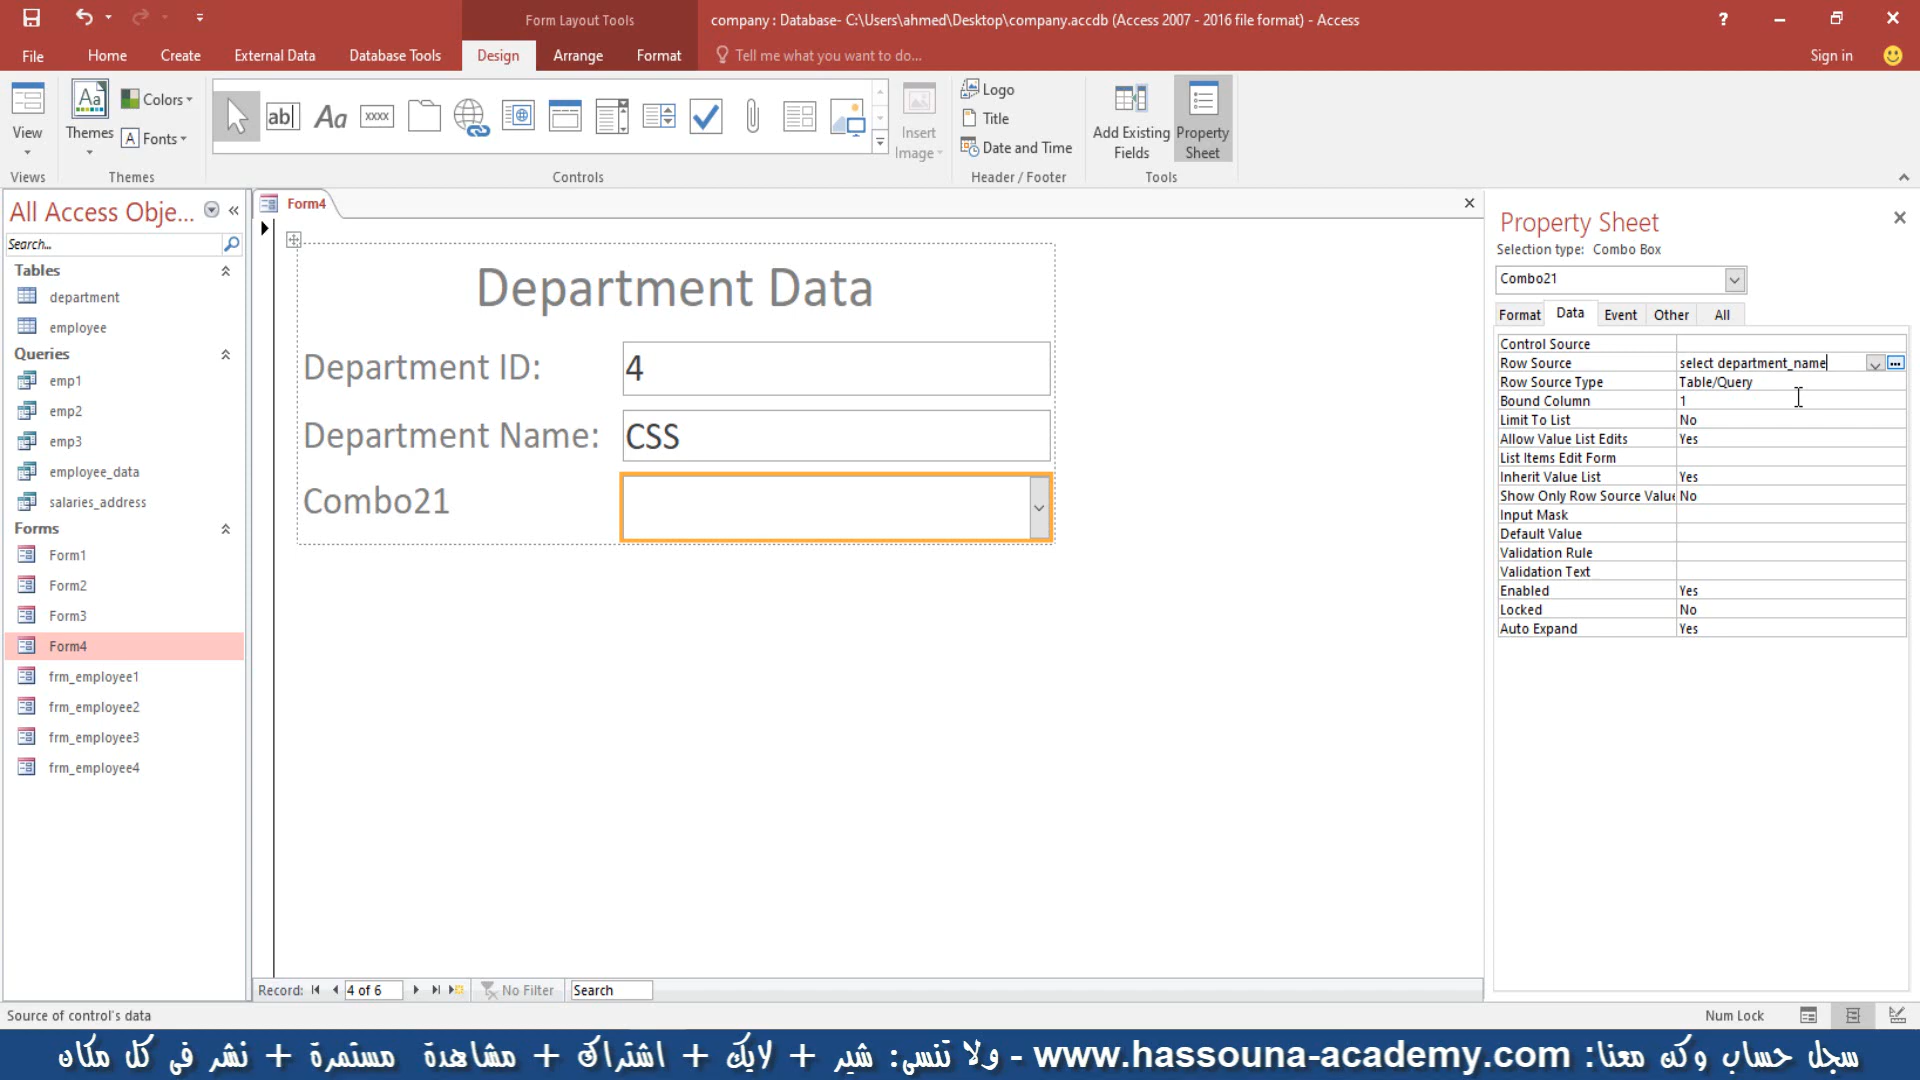 Form Layout Tools
company : Database- C:\Users\ahmed\Desktop\company.accdb (Access 2007 - 2016 file format) - Access
?
File
Home
Create
External Data
Database Tools
Design
Arrange
Format
Tell me what you want to do...
Sign in
View
Views
Aa
Themes
Colors
A Fonts
Themes
ab|
Aa
XXXX
Controls
Insert
Image
Logo
Title
Date and Time
Header / Footer
Add Existing
Fields
Property
Sheet
Tools
All Access Obje...
Search...
Tables
department
employee
Queries
emp1
emp2
emp3
employee_data
salaries_address
Forms
Form1
Form2
Form3
Form4
frm_employee1
frm_employee2
frm_employee3
frm_employee4
Form4
Department Data
Department ID:
4
Department Name:
CSS
Combo21
Record:
4 of 6
No Filter
Search
Property Sheet
Selection type: Combo Box
Combo21
Format
Data
Event
Other
All
Control Source
Row Source
select department_name
Row Source Type
Table/Query
Bound Column
1
Limit To List
No
Allow Value List Edits
Yes
List Items Edit Form
Inherit Value List
Yes
Show Only Row Source Value
No
Input Mask
Default Value
Validation Rule
Validation Text
Enabled
Yes
Locked
No
Auto Expand
Yes
Source of control's data
Num Lock
سجل حساب وكن معنا: www.hassouna-academy.com - ولا تنسى: شير + لايك + اشتراك + مشاهدة مستمرة + نشر فى كل مكان